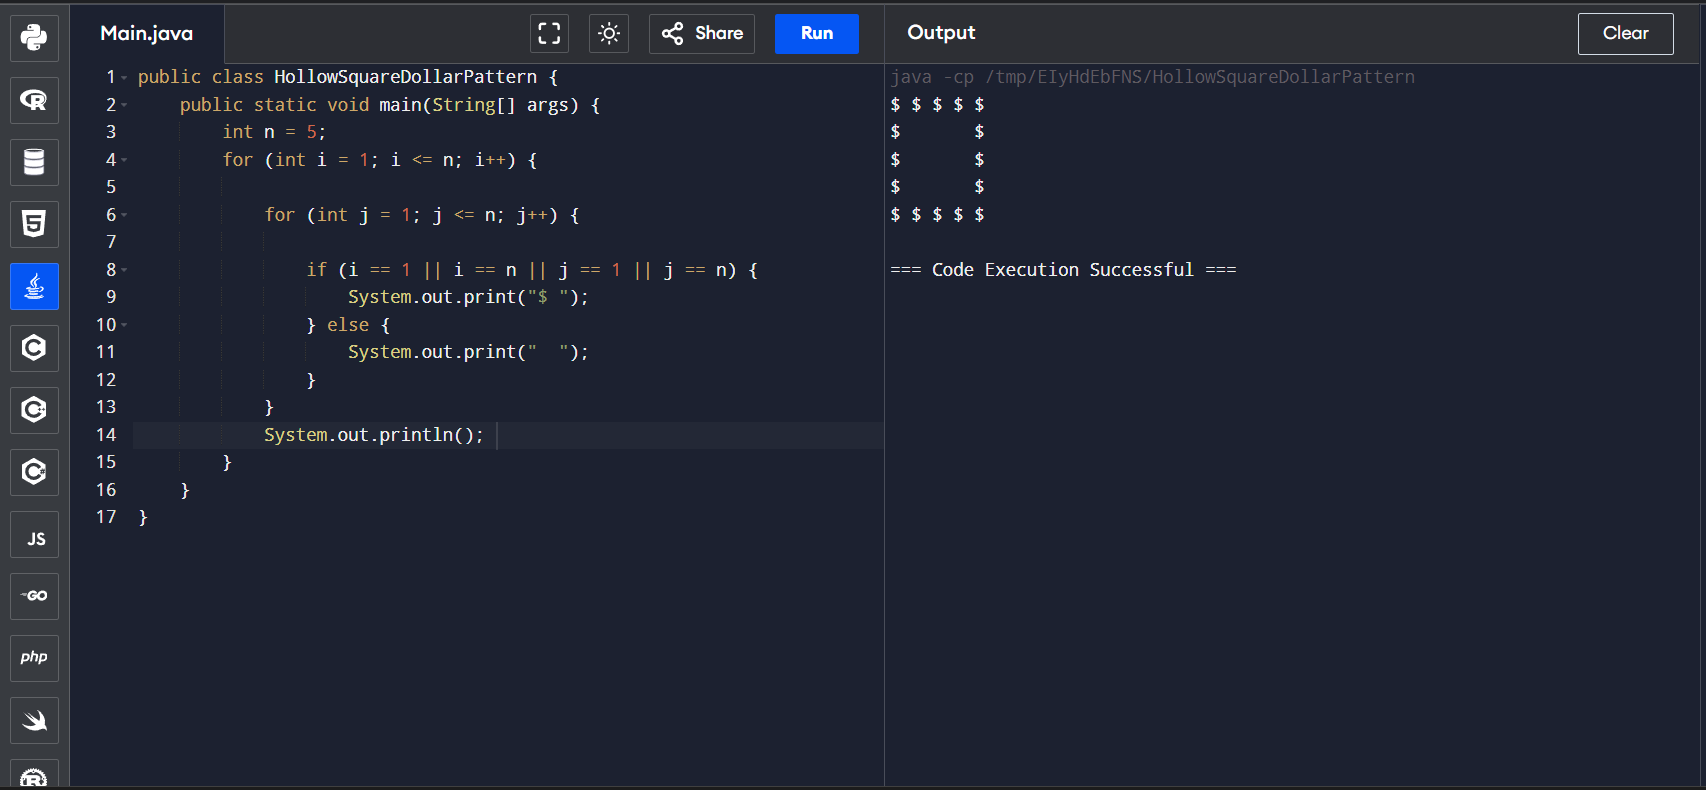 Main.java
Share
Run
Output
Clear
1 public class HollowSquareDollarPattern {
2     public static void main(String[] args) {
3         int n = 5;
4         for (int i = 1; i <= n; i++) {
5
6             for (int j = 1; j <= n; j++) {
7
8                 if (i == 1 || i == n || j == 1 || j == n) {
9                     System.out.print("$ ");
10                 } else {
11                     System.out.print("  ");
12                 }
13             }
14             System.out.println();
15         }
16     }
17 }
java -cp /tmp/EIyHdEbFNS/HollowSquareDollarPattern
$ $ $ $ $
$       $
$       $
$       $
$ $ $ $ $
=== Code Execution Successful ===
R
5
C
C+
C#
JS
GO
php
R